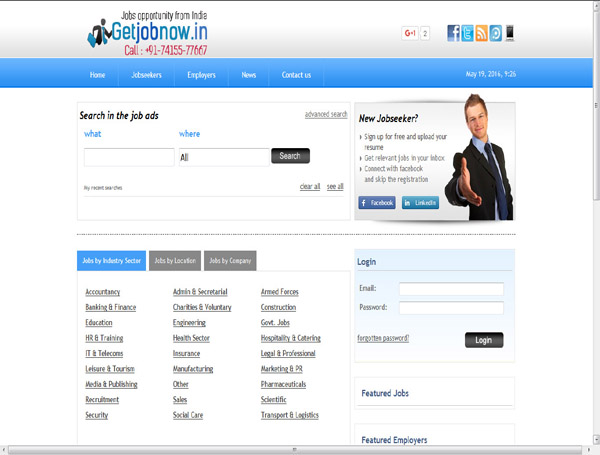 Jobs opportunity from India
Getjobnow.in
Call : +91-74155-77667
G+1 2
Home Jobseekers Employers News Contact us
May 19, 2016, 9:26
Search in the job ads
advanced search
what where
All Search
My recent searches clear all see all
New Jobseeker?
Sign up for free and upload your
resume
Get relevant jobs in your inbox
Connect with facebook
and skip the registration
Facebook LinkedIn
Jobs by Industry Sector Jobs by Location Jobs by Company
Accountancy Admin & Secretarial Armed Forces
Banking & Finance Charities & Voluntary Construction
Education Engineering Govt. Jobs
HR & Training Health Sector Hospitality & Catering
IT & Telecoms Insurance Legal & Professional
Leisure & Tourism Manufacturing Marketing & PR
Media & Publishing Other Pharmaceuticals
Recruitment Sales Scientific
Security Social Care Transport & Logistics
Login
Email:
Password:
forgotten password? Login
Featured Jobs
Featured Employers